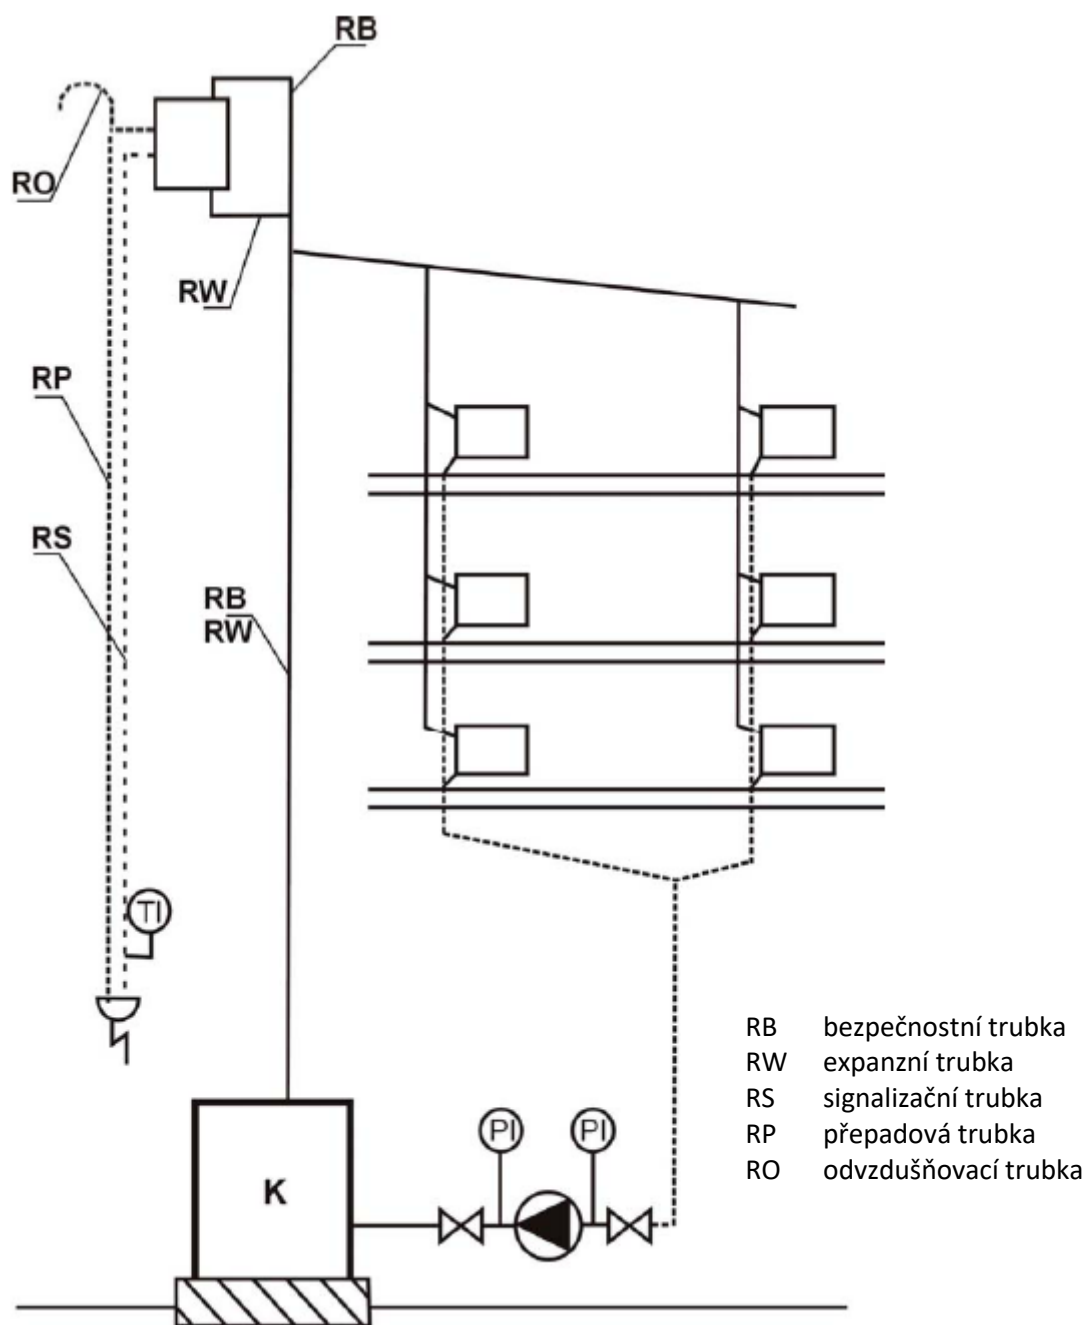 RB
RO
RW
RP
RS
RB
RW
TI
RB bezpečnostní trubka
RW expanzní trubka
RS signalizační trubka
RP přepadová trubka
RO odvzdušňovací trubka
PI PI
K